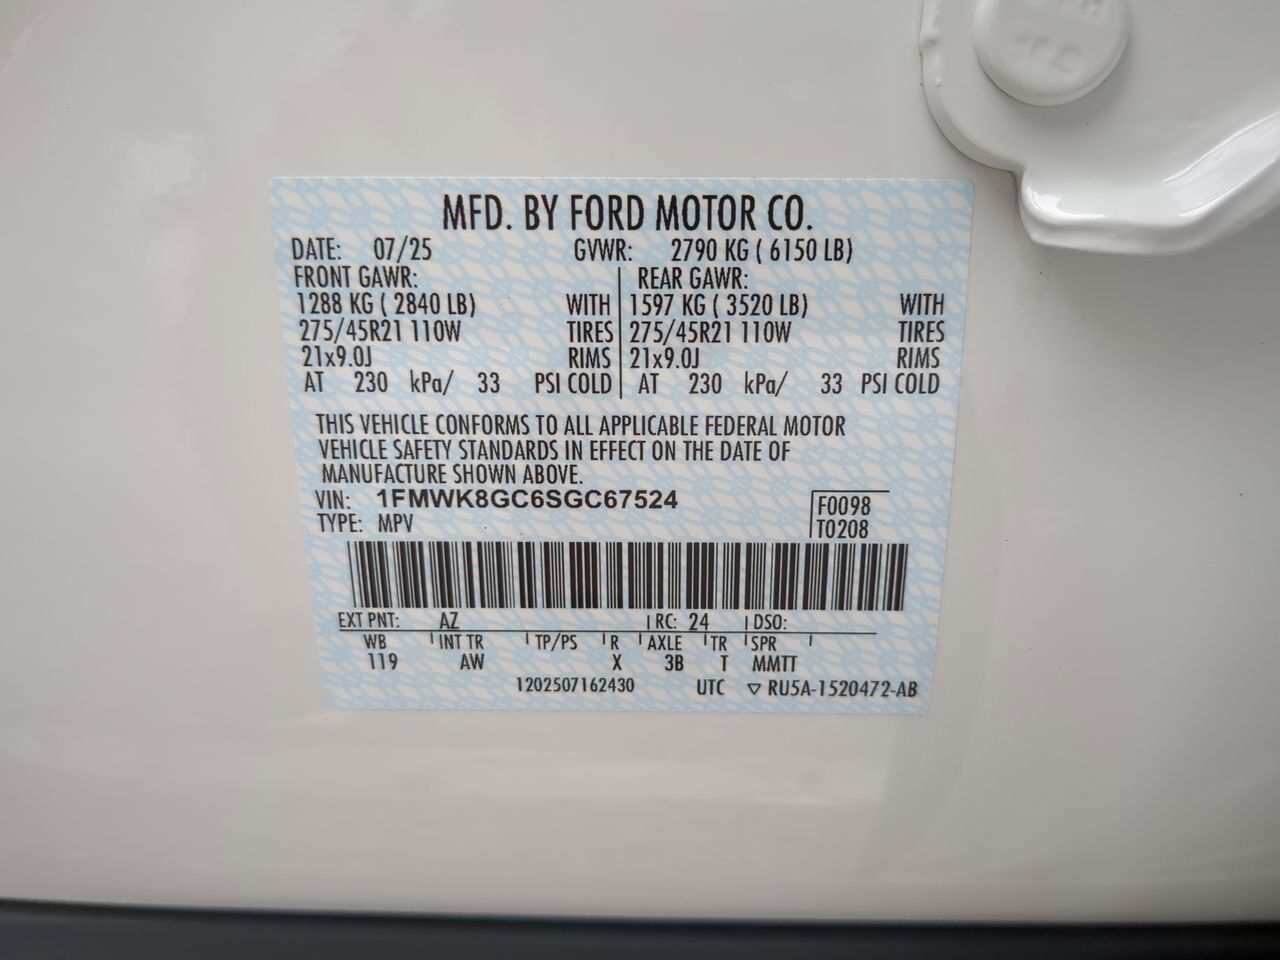 MFD. BY FORD MOTOR CO.
DATE: 07/25 GVWR: 2790 KG ( 6150 LB)
FRONT GAWR: REAR GAWR:
1288 KG ( 2840 LB) WITH 1597 KG ( 3520 LB) WITH
275/45R21 110W TIRES 275/45R21 110W TIRES
21x9.0J RIMS 21x9.0J RIMS
AT 230 kPa/ 33 PSI COLD AT 230 kPa/ 33 PSI COLD
THIS VEHICLE CONFORMS TO ALL APPLICABLE FEDERAL MOTOR
VEHICLE SAFETY STANDARDS IN EFFECT ON THE DATE OF
MANUFACTURE SHOWN ABOVE.
VIN: 1FMWK8GC6SGC67524 F0098
TYPE: MPV T0208
EXT PNT: AZ RC: 24 DSO:
WB INT TR TP/PS R AXLE TR SPR
119 AW X 3B T MMTT
1202507162430 UTC ▽ RU5A-1520472-AB